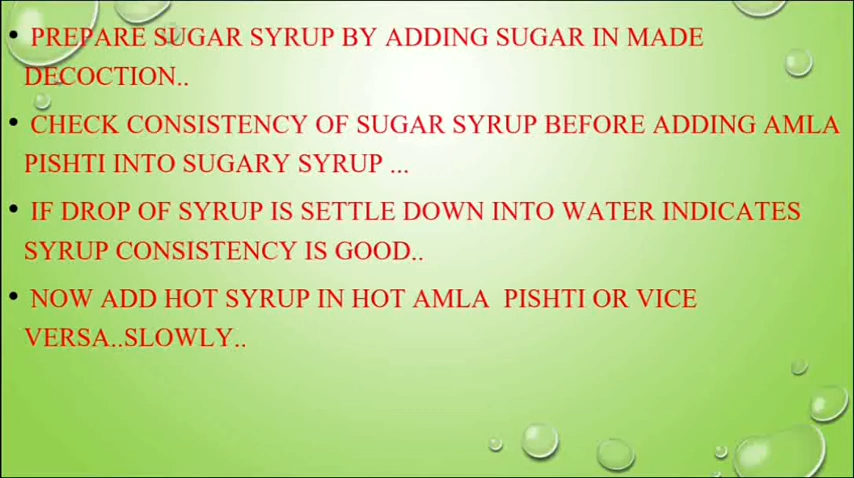 • PREPARE SUGAR SYRUP BY ADDING SUGAR IN MADE
DECOCTION..
• CHECK CONSISTENCY OF SUGAR SYRUP BEFORE ADDING AMLA
PISHTI INTO SUGARY SYRUP ...
• IF DROP OF SYRUP IS SETTLE DOWN INTO WATER INDICATES
SYRUP CONSISTENCY IS GOOD..
• NOW ADD HOT SYRUP IN HOT AMLA PISHTI OR VICE
VERSA..SLOWLY..